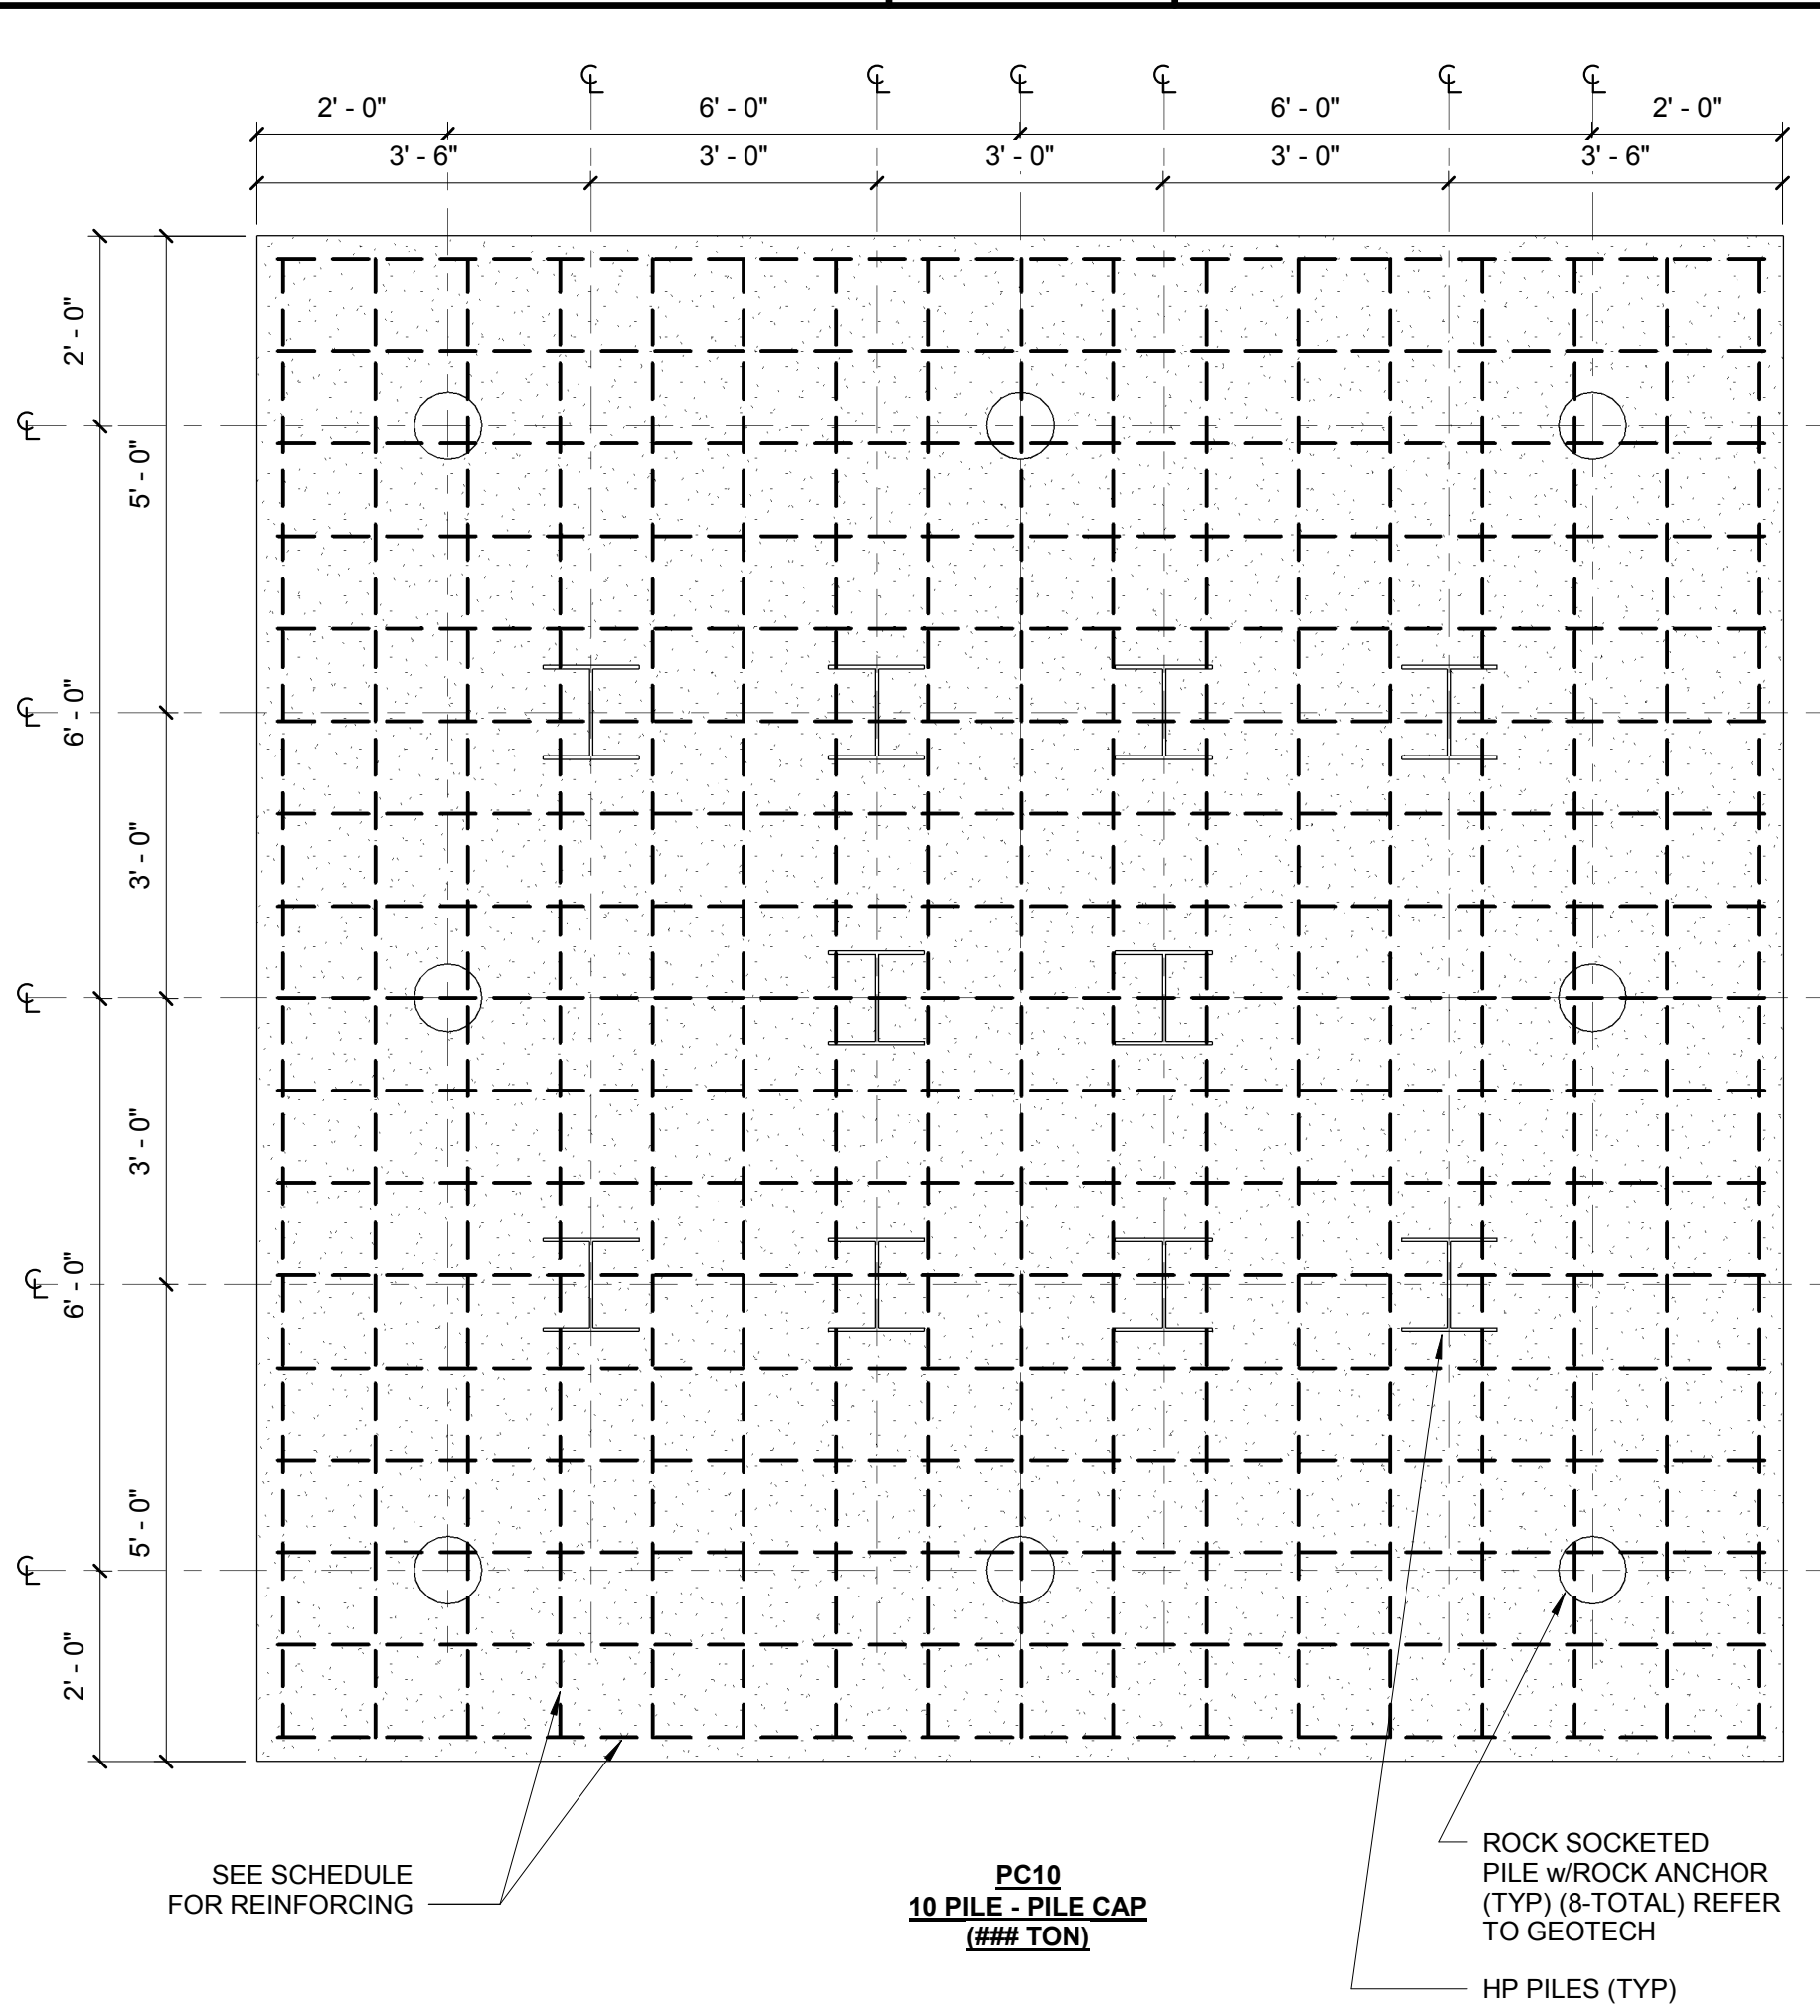 ℄ ℄ ℄ ℄ ℄ ℄
2' - 0" 6' - 0" 6' - 0" 2' - 0"
3' - 6" 3' - 0" 3' - 0" 3' - 0" 3' - 6"
2' - 0"
℄
5' - 0"
℄
6' - 0"
3' - 0"
℄
3' - 0"
℄
6' - 0"
5' - 0"
℄
2' - 0"
SEE SCHEDULE
FOR REINFORCING
PC10
10 PILE - PILE CAP
(### TON)
ROCK SOCKETED
PILE w/ROCK ANCHOR
(TYP) (8-TOTAL) REFER
TO GEOTECH
HP PILES (TYP)